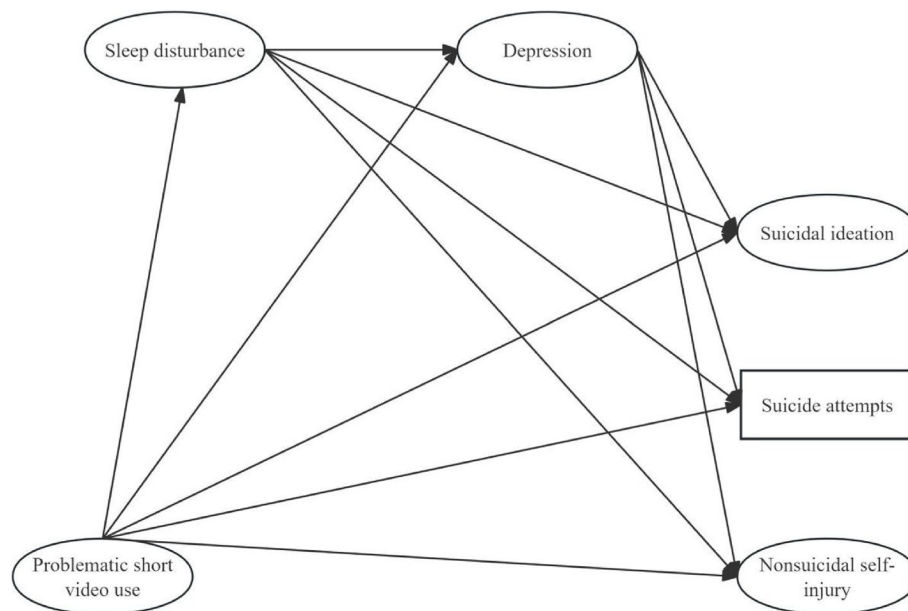 Sleep disturbance
Depression
Suicidal ideation
Suicide attempts
Problematic short
video use
Nonsuicidal self-
injury